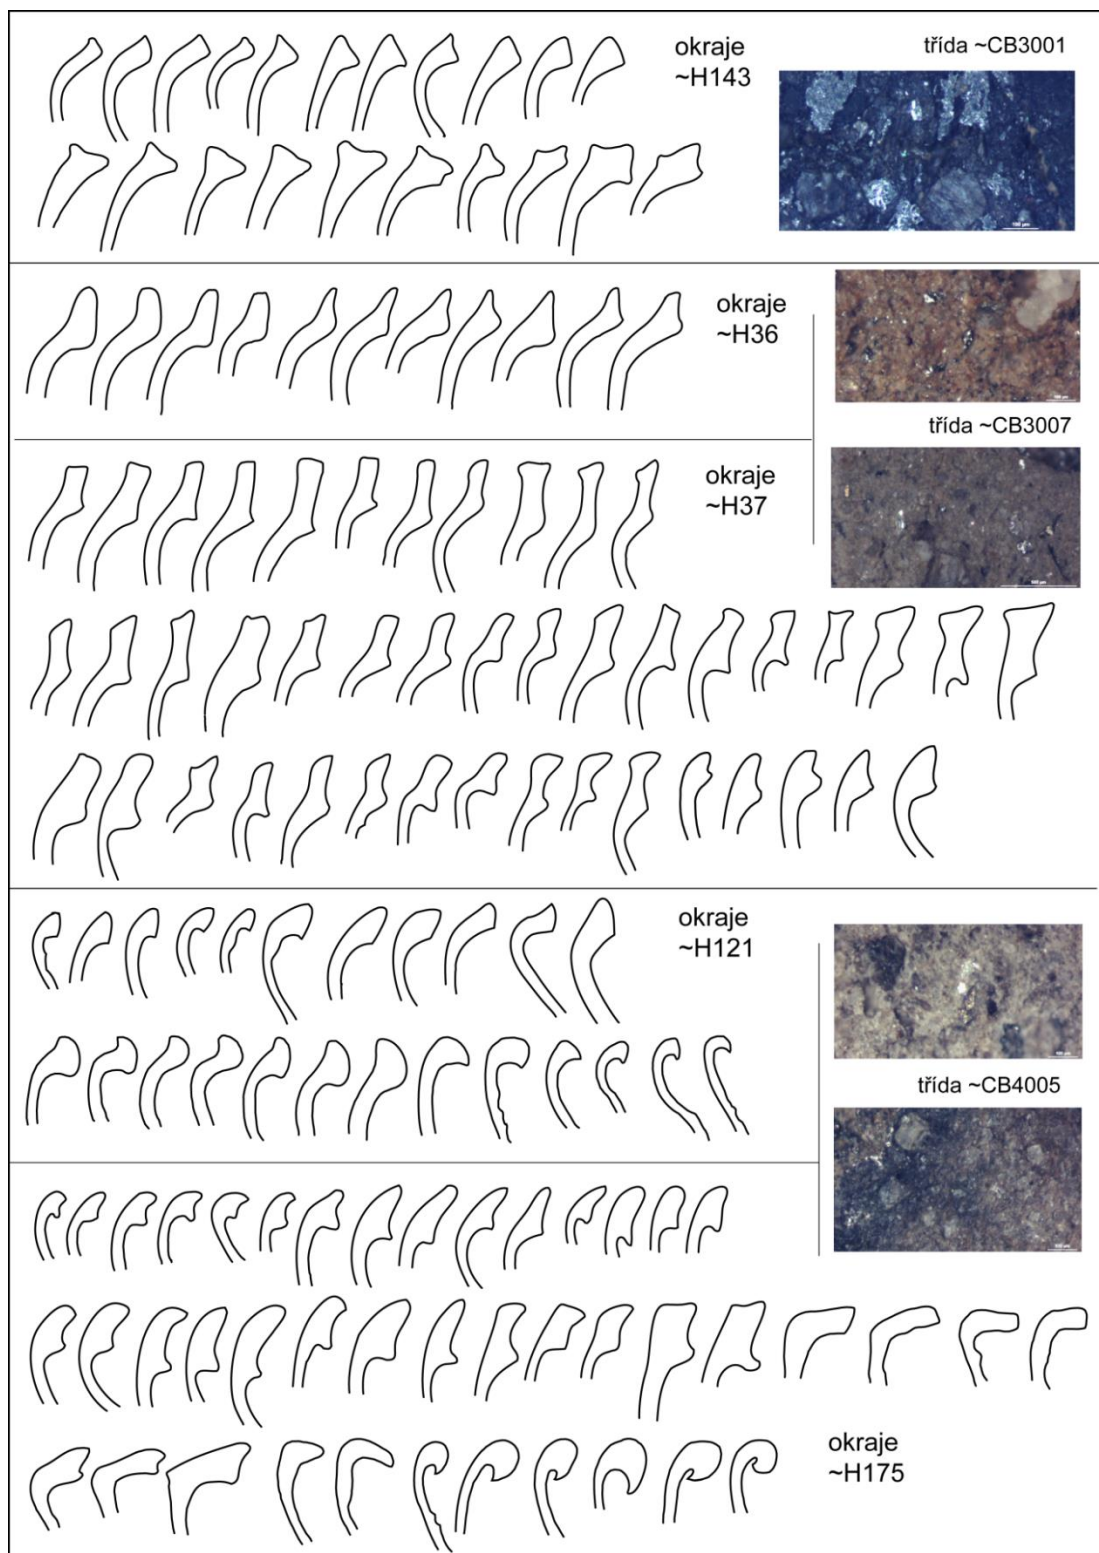 okraje
~H143
třída ~CB3001
okraje
~H36
třída ~CB3007
okraje
~H37
okraje
~H121
třída ~CB4005
okraje
~H175